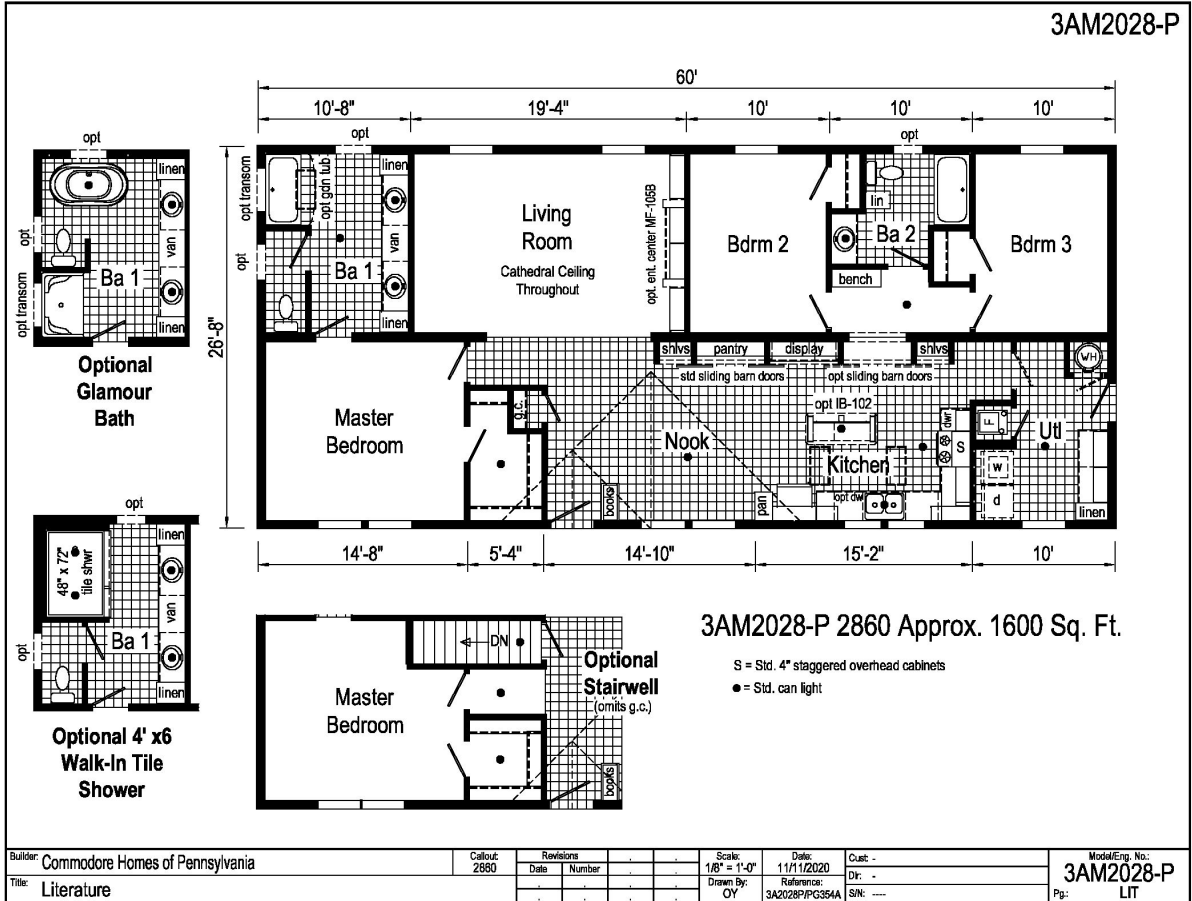 3AM2028-P
60'
10'-8"
19'-4"
10'
10'
10'
opt
opt
opt
linen
van
linen
opt
opt transom
Ba 1
Optional
Glamour
Bath
26'-8"
opt transom
opt
opt gdn tub
linen
van
linen
Ba 1
Living
Room
Cathedral Ceiling
Throughout
opt. ent. center MF-105B
Bdrm 2
lin
Ba 2
bench
Bdrm 3
shlvs
pantry
display
shlvs
WH
std sliding barn doors
opt sliding barn doors
opt IB-102
Master
Bedroom
g.c.
Nook
Kitchen
dwr
S
F
Utl
w
d
books
pan
opt dw
linen
14'-8"
5'-4"
14'-10"
15'-2"
10'
opt
48" x 72"
tile shwr
linen
van
linen
opt
Ba 1
Optional 4' x6
Walk-In Tile
Shower
Master
Bedroom
DN
Optional
Stairwell
(omits g.c.)
books
3AM2028-P 2860 Approx. 1600 Sq. Ft.
S = Std. 4" staggered overhead cabinets
● = Std. can light
Builder: Commodore Homes of Pennsylvania
Title: Literature
Callout:
2860
Revisions
Date Number
Scale:
1/8" = 1'-0"
Drawn By:
OY
Date:
11/11/2020
Reference:
3A2028P/PG354A
Cust: -
Dir: -
S/N: ----
Model/Eng. No.:
3AM2028-P
Pg.: LIT